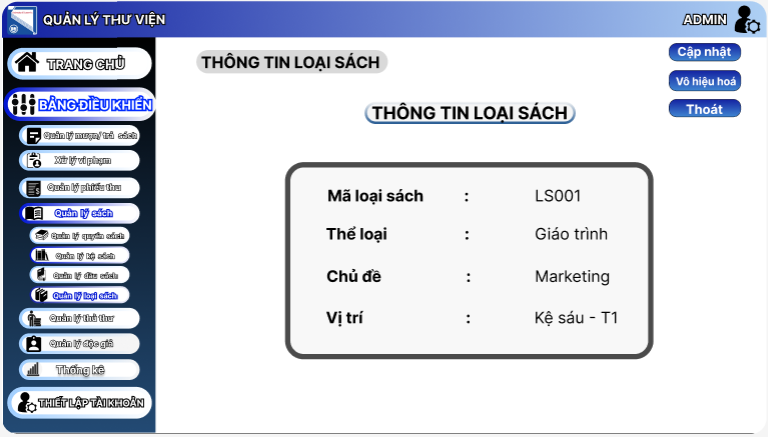 QUẢN LÝ THƯ VIỆN
ADMIN
TRANG CHỦ
BẢNG ĐIỀU KHIỂN
Quản lý mượn/ trả sách
Xử lý vi phạm
Quản lý phiếu thu
Quản lý sách
Quản lý quyển sách
Quản lý kệ sách
Quản lý đầu sách
Quản lý loại sách
Quản lý thủ thư
Quản lý độc giả
Thống kê
THIẾT LẬP TÀI KHOẢN
THÔNG TIN LOẠI SÁCH
Cập nhật
Vô hiệu hoá
Thoát
THÔNG TIN LOẠI SÁCH
Mã loại sách : LS001
Thể loại : Giáo trình
Chủ đề : Marketing
Vị trí : Kệ sáu - T1